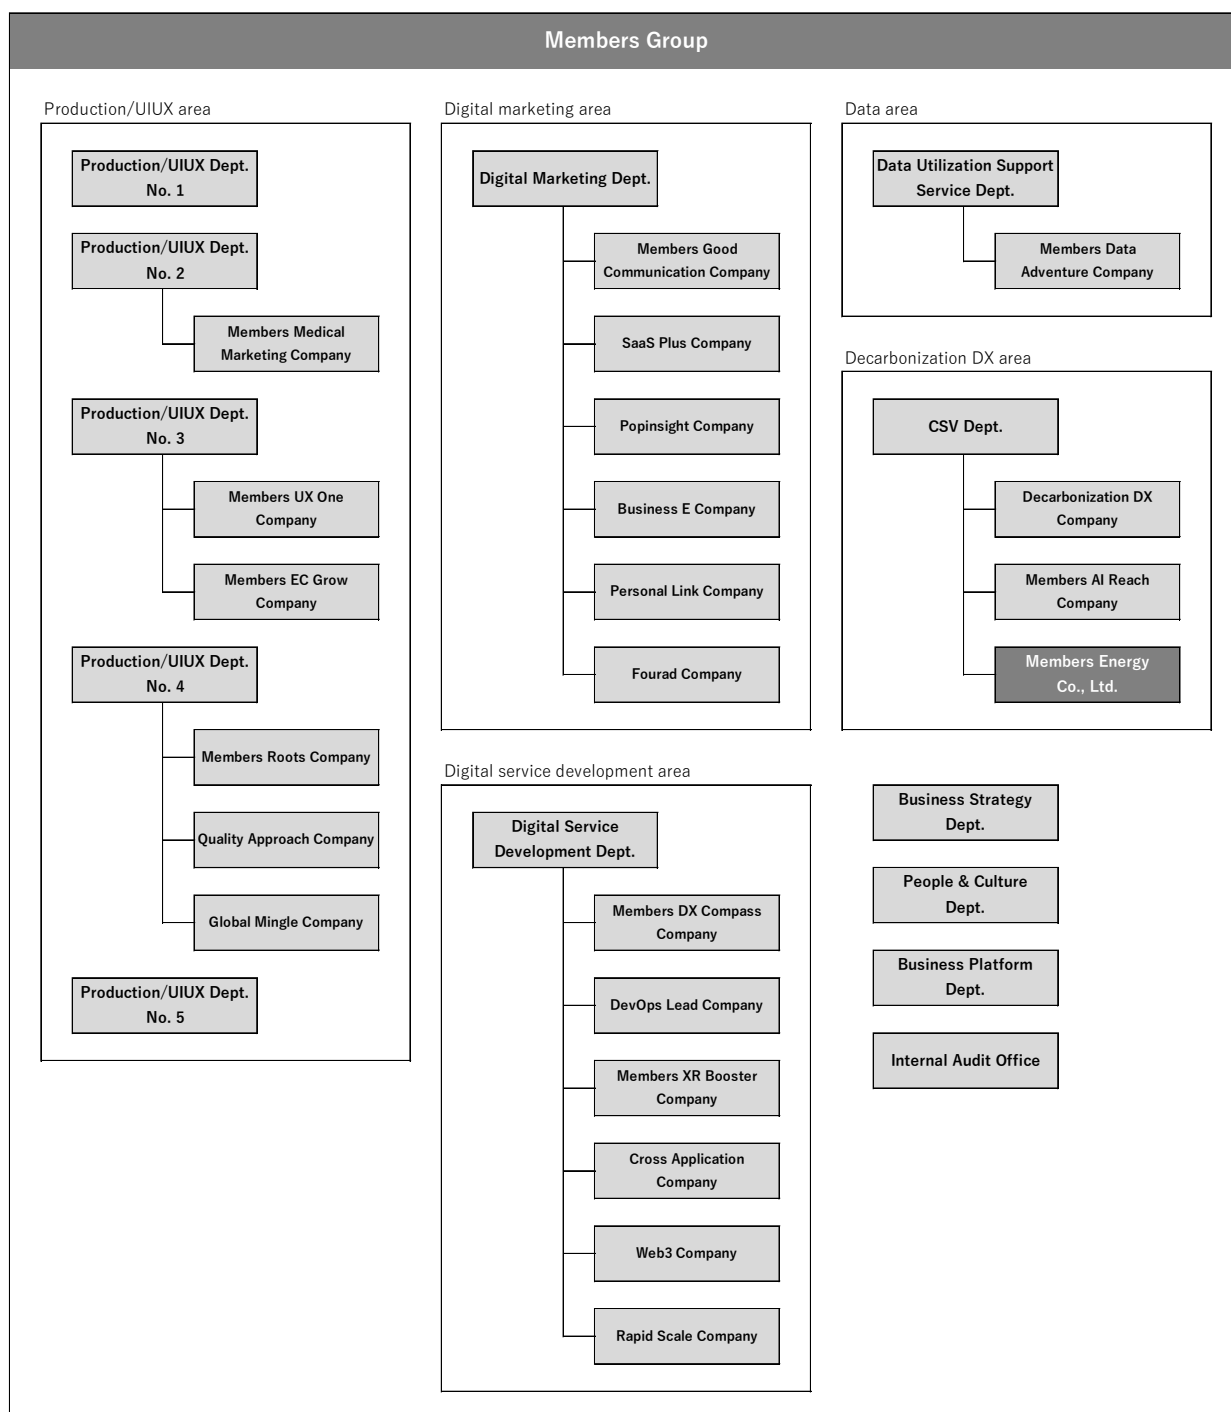 Members Group
Production/UIUX area
Production/UIUX Dept.
No. 1
Production/UIUX Dept.
No. 2
Members Medical
Marketing Company
Production/UIUX Dept.
No. 3
Members UX One
Company
Members EC Grow
Company
Production/UIUX Dept.
No. 4
Members Roots Company
Quality Approach Company
Global Mingle Company
Production/UIUX Dept.
No. 5
Digital marketing area
Digital Marketing Dept.
Members Good
Communication Company
SaaS Plus Company
Popinsight Company
Business E Company
Personal Link Company
Fourad Company
Digital service development area
Digital Service
Development Dept.
Members DX Compass
Company
DevOps Lead Company
Members XR Booster
Company
Cross Application
Company
Web3 Company
Rapid Scale Company
Data area
Data Utilization Support
Service Dept.
Members Data
Adventure Company
Decarbonization DX area
CSV Dept.
Decarbonization DX
Company
Members AI Reach
Company
Members Energy
Co., Ltd.
Business Strategy
Dept.
People & Culture
Dept.
Business Platform
Dept.
Internal Audit Office